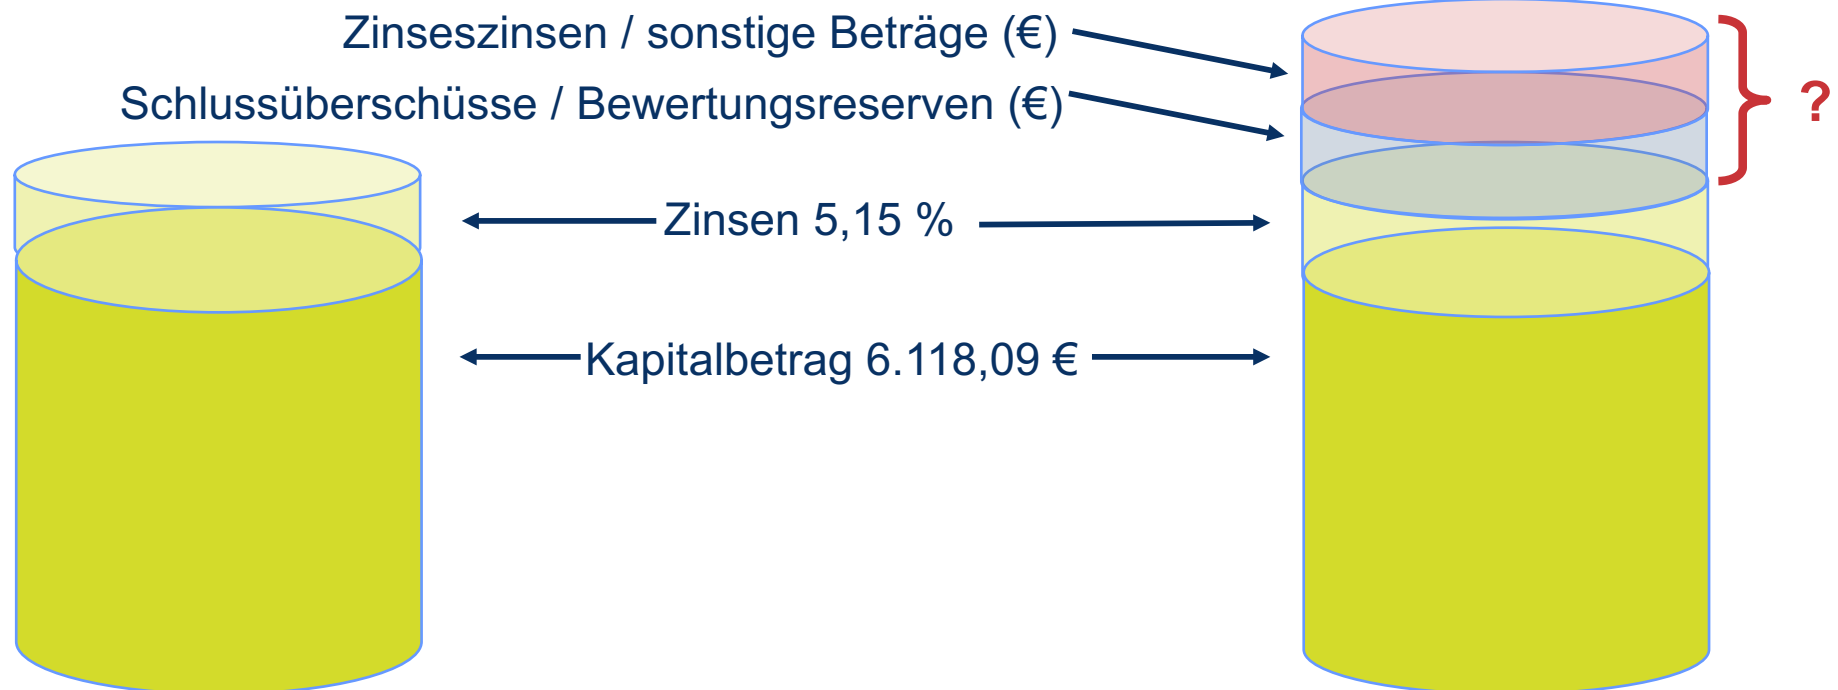 Zinseszinsen / sonstige Beträge (€)
Schlussüberschüsse / Bewertungsreserven (€)
?
Zinsen 5,15 %
Kapitalbetrag 6.118,09 €